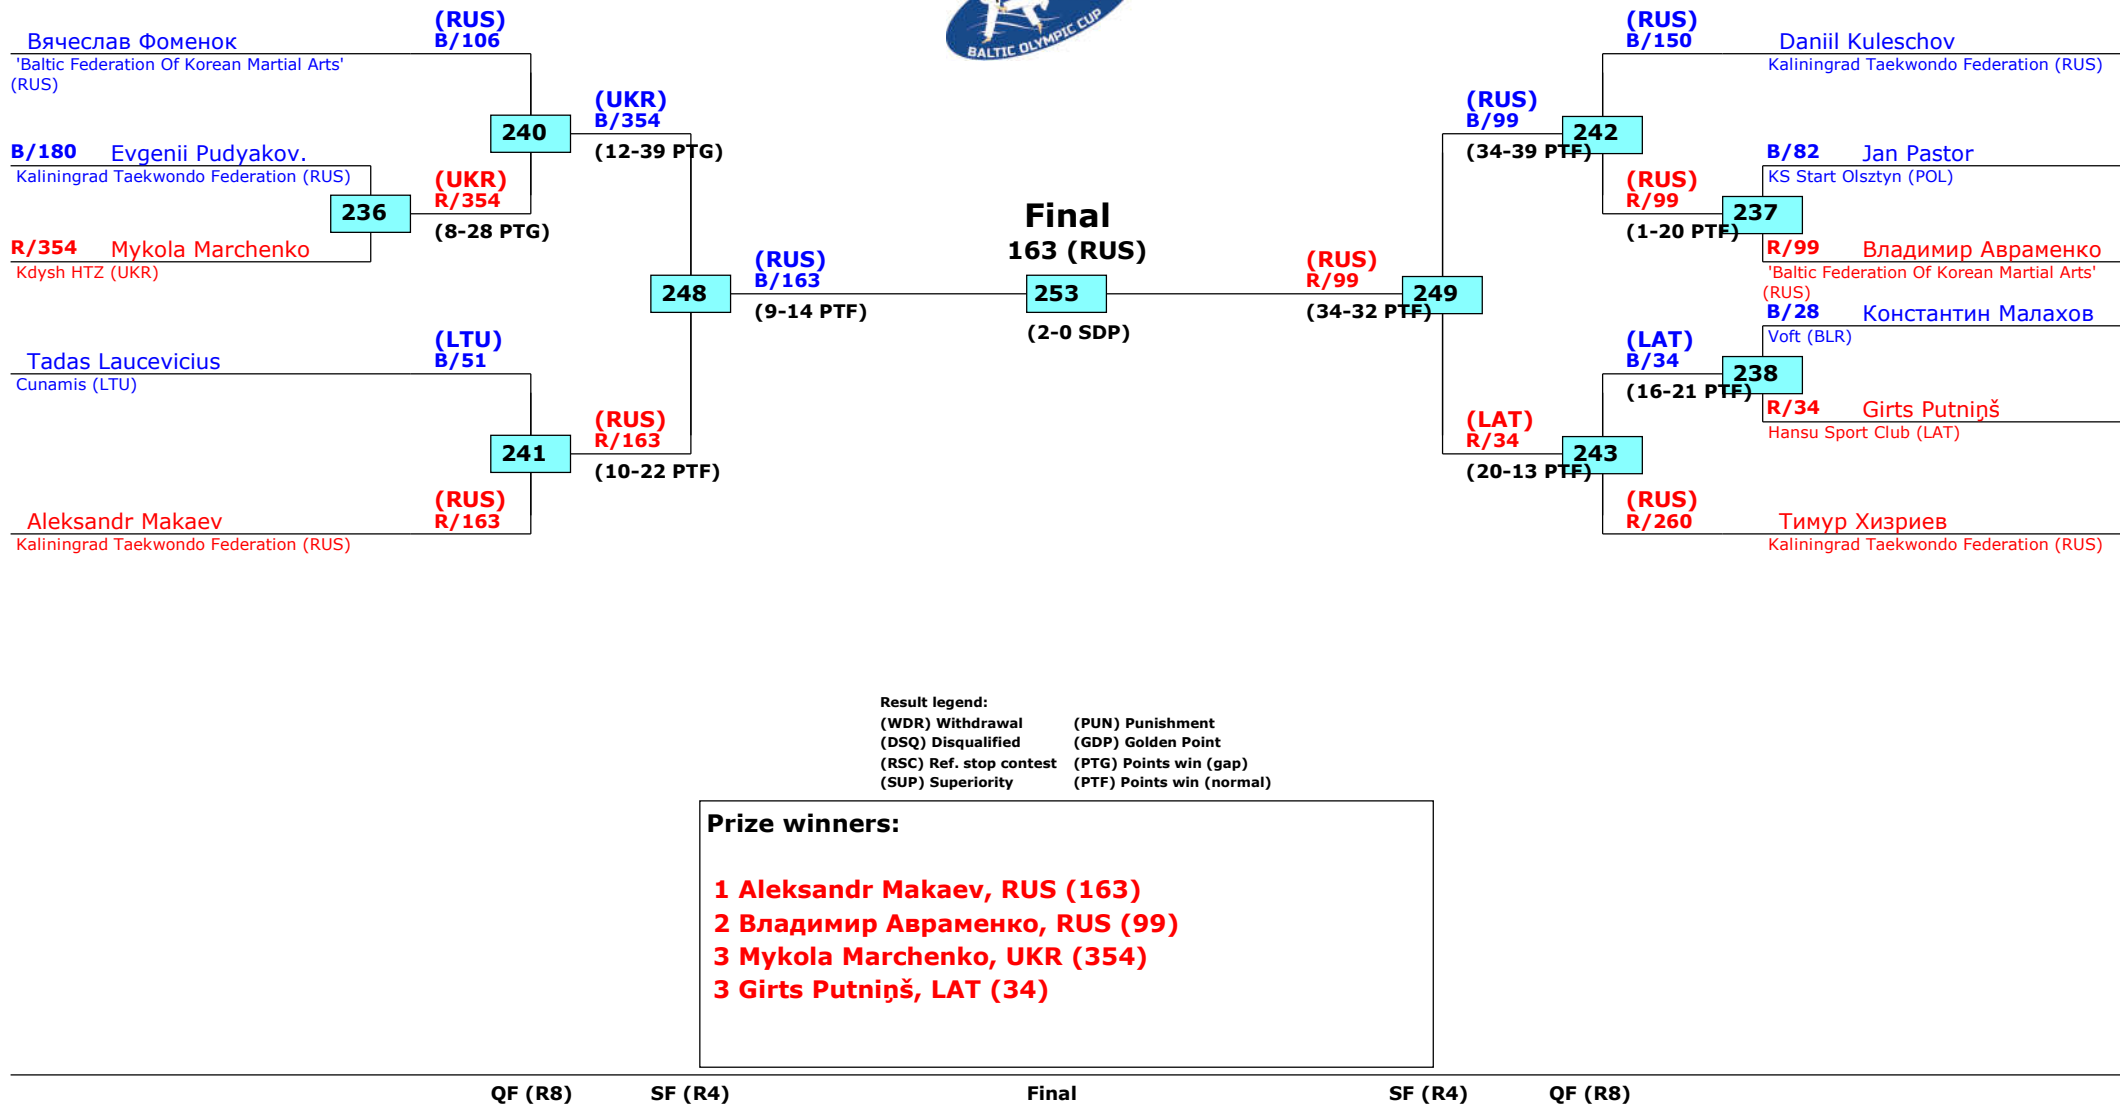 BALTIC OLYMPIC CUP
(RUS)
B/106
Вячеслав Фоменок
'Baltic Federation Of Korean Martial Arts'
(RUS)
240
(UKR)
B/354
(12-39 PTG)
B/180 Evgenii Pudyakov.
Kaliningrad Taekwondo Federation (RUS)
236
(UKR)
R/354
(8-28 PTG)
R/354 Mykola Marchenko
Kdysh HTZ (UKR)
248
(RUS)
B/163
(9-14 PTF)
(LTU)
B/51
Tadas Laucevicius
Cunamis (LTU)
241
(RUS)
R/163
(10-22 PTF)
(RUS)
R/163
Aleksandr Makaev
Kaliningrad Taekwondo Federation (RUS)
Final
163 (RUS)
253
(2-0 SDP)
(RUS)
B/150
Daniil Kuleschov
Kaliningrad Taekwondo Federation (RUS)
(RUS)
B/99
242
(34-39 PTF)
B/82 Jan Pastor
KS Start Olsztyn (POL)
(RUS)
R/99
237
(1-20 PTF)
R/99 Владимир Авраменко
'Baltic Federation Of Korean Martial Arts'
(RUS)
(RUS)
R/99
249
(34-32 PTF)
B/28 Константин Малахов
Voft (BLR)
(LAT)
B/34
238
(16-21 PTF)
R/34 Girts Putniņš
Hansu Sport Club (LAT)
(LAT)
R/34
243
(20-13 PTF)
(RUS)
R/260
Тимур Хизриев
Kaliningrad Taekwondo Federation (RUS)
Result legend:
(WDR) Withdrawal (PUN) Punishment
(DSQ) Disqualified (GDP) Golden Point
(RSC) Ref. stop contest (PTG) Points win (gap)
(SUP) Superiority (PTF) Points win (normal)
Prize winners:
1 Aleksandr Makaev, RUS (163)
2 Владимир Авраменко, RUS (99)
3 Mykola Marchenko, UKR (354)
3 Girts Putniņš, LAT (34)
QF (R8) SF (R4) Final SF (R4) QF (R8)